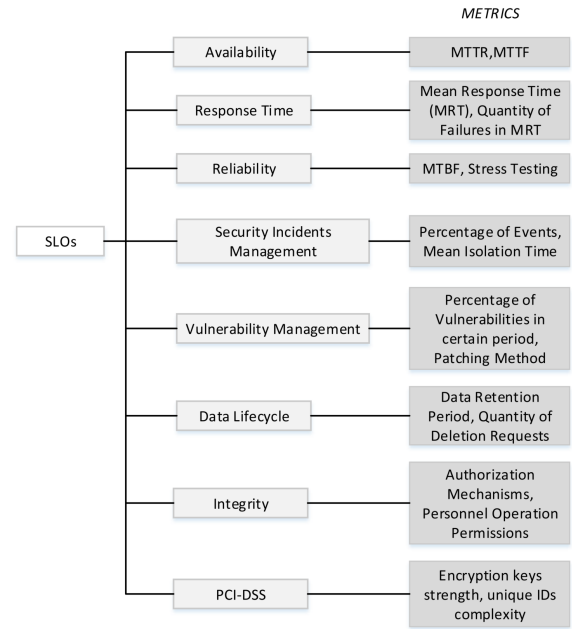 METRICS
Availability
MTTR,MTTF
Response Time
Mean Response Time
(MRT), Quantity of
Failures in MRT
Reliability
MTBF, Stress Testing
SLOs
Security Incidents
Management
Percentage of Events,
Mean Isolation Time
Vulnerability Management
Percentage of
Vulnerabilities in
certain period,
Patching Method
Data Lifecycle
Data Retention
Period, Quantity of
Deletion Requests
Integrity
Authorization
Mechanisms,
Personnel Operation
Permissions
PCI-DSS
Encryption keys
strength, unique IDs
complexity